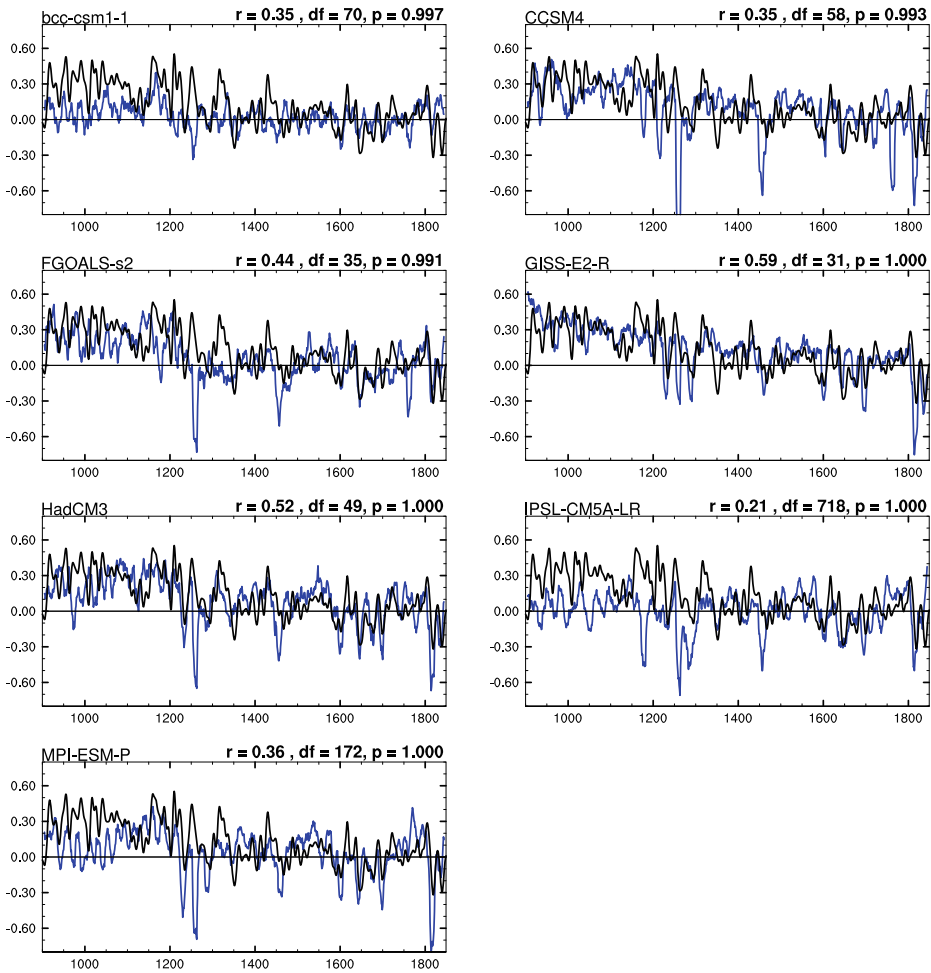 bcc-csm1-1 r = 0.35 , df = 70, p = 0.997
0.60
0.30
0.00
-0.30
-0.60
1000 1200 1400 1600 1800
CCSM4 r = 0.35 , df = 58, p = 0.993
0.60
0.30
0.00
-0.30
-0.60
1000 1200 1400 1600 1800
FGOALS-s2 r = 0.44 , df = 35, p = 0.991
0.60
0.30
0.00
-0.30
-0.60
1000 1200 1400 1600 1800
GISS-E2-R r = 0.59 , df = 31, p = 1.000
0.60
0.30
0.00
-0.30
-0.60
1000 1200 1400 1600 1800
HadCM3 r = 0.52 , df = 49, p = 1.000
0.60
0.30
0.00
-0.30
-0.60
1000 1200 1400 1600 1800
IPSL-CM5A-LR r = 0.21 , df = 718, p = 1.000
0.60
0.30
0.00
-0.30
-0.60
1000 1200 1400 1600 1800
MPI-ESM-P r = 0.36 , df = 172, p = 1.000
0.60
0.30
0.00
-0.30
-0.60
1000 1200 1400 1600 1800